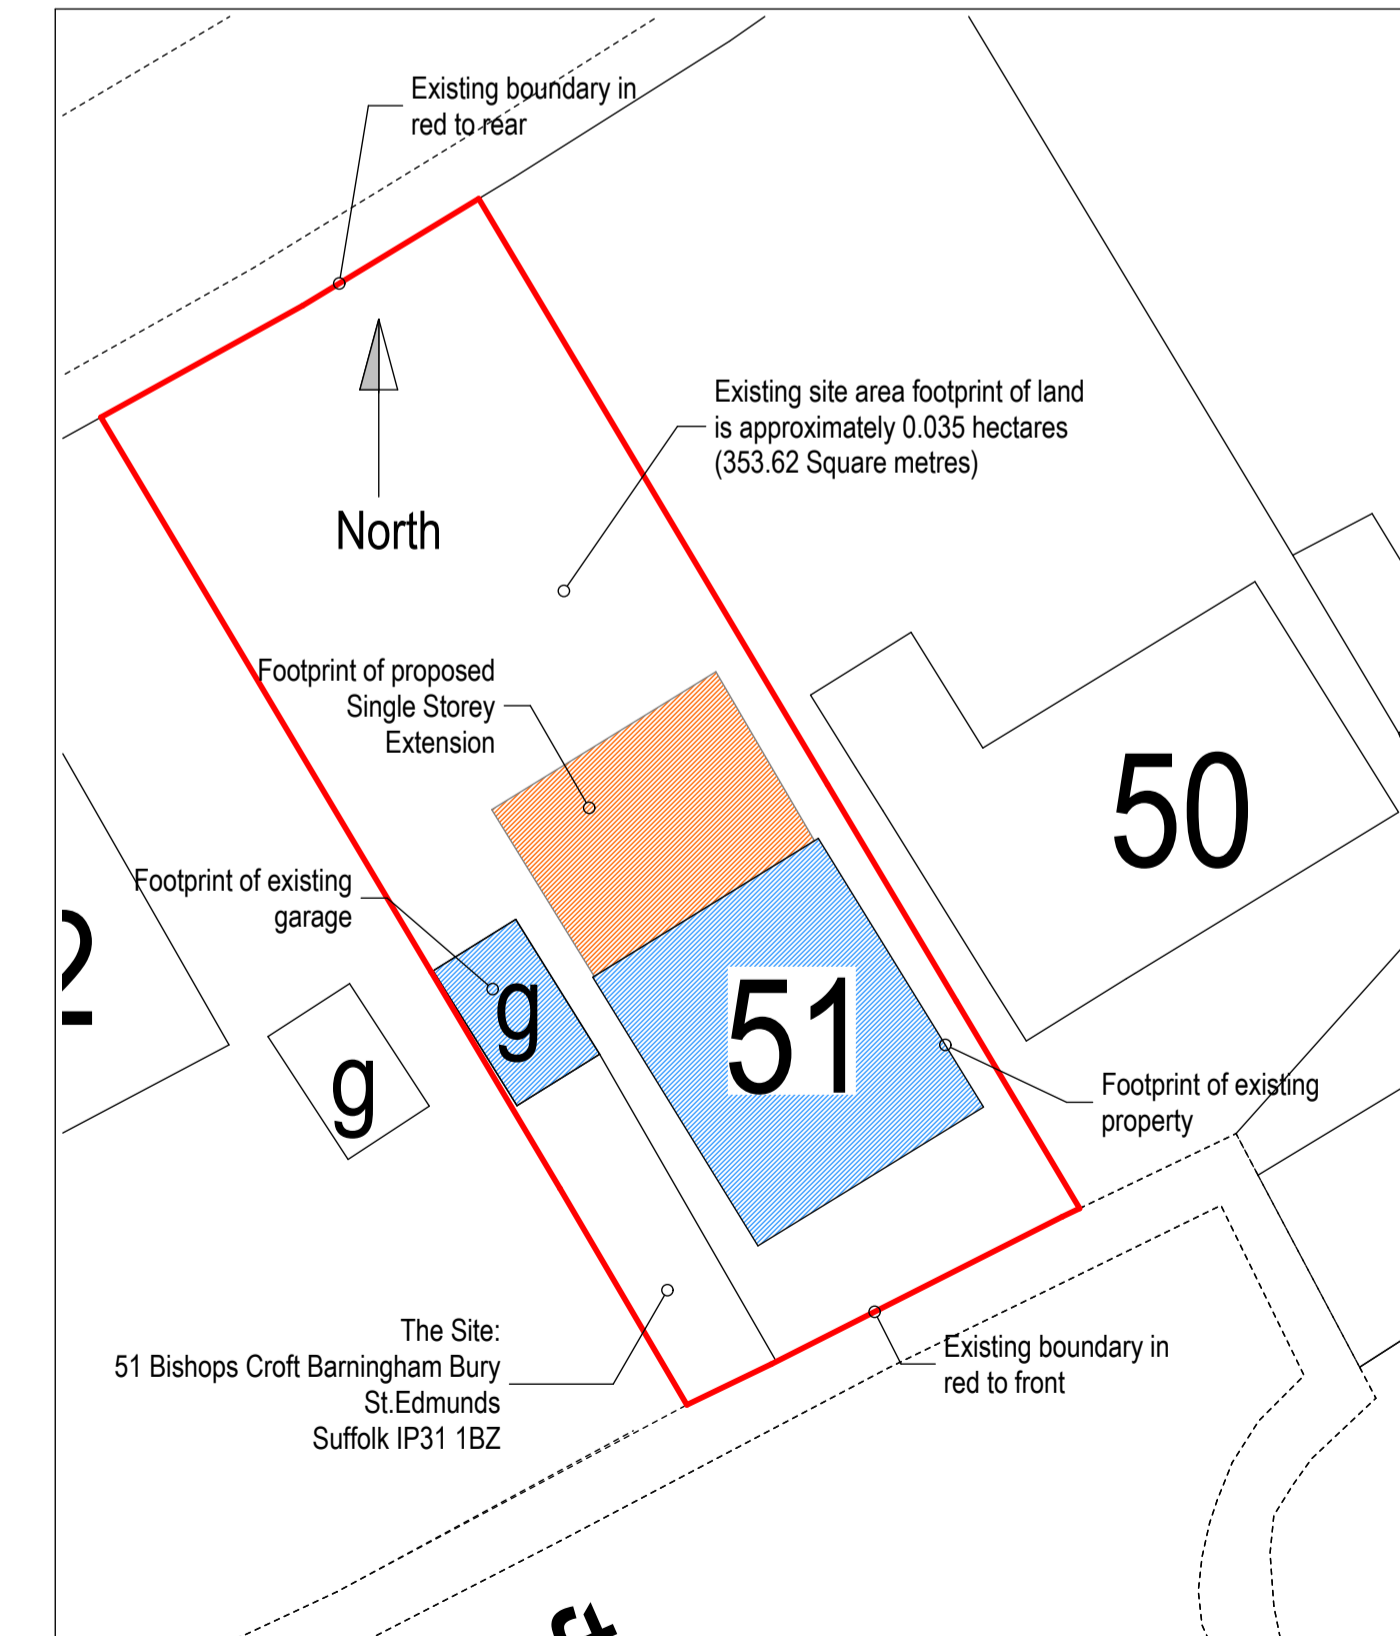 Existing boundary in
red to rear
Existing site area footprint of land
is approximately 0.035 hectares
(353.62 Square metres)
North
Footprint of proposed
Single Storey
Extension
50
Footprint of existing
garage
2
g
51
g
Footprint of existing
property
The Site:
51 Bishops Croft Barningham Bury
St.Edmunds
Suffolk IP31 1BZ
Existing boundary in
red to front
ft